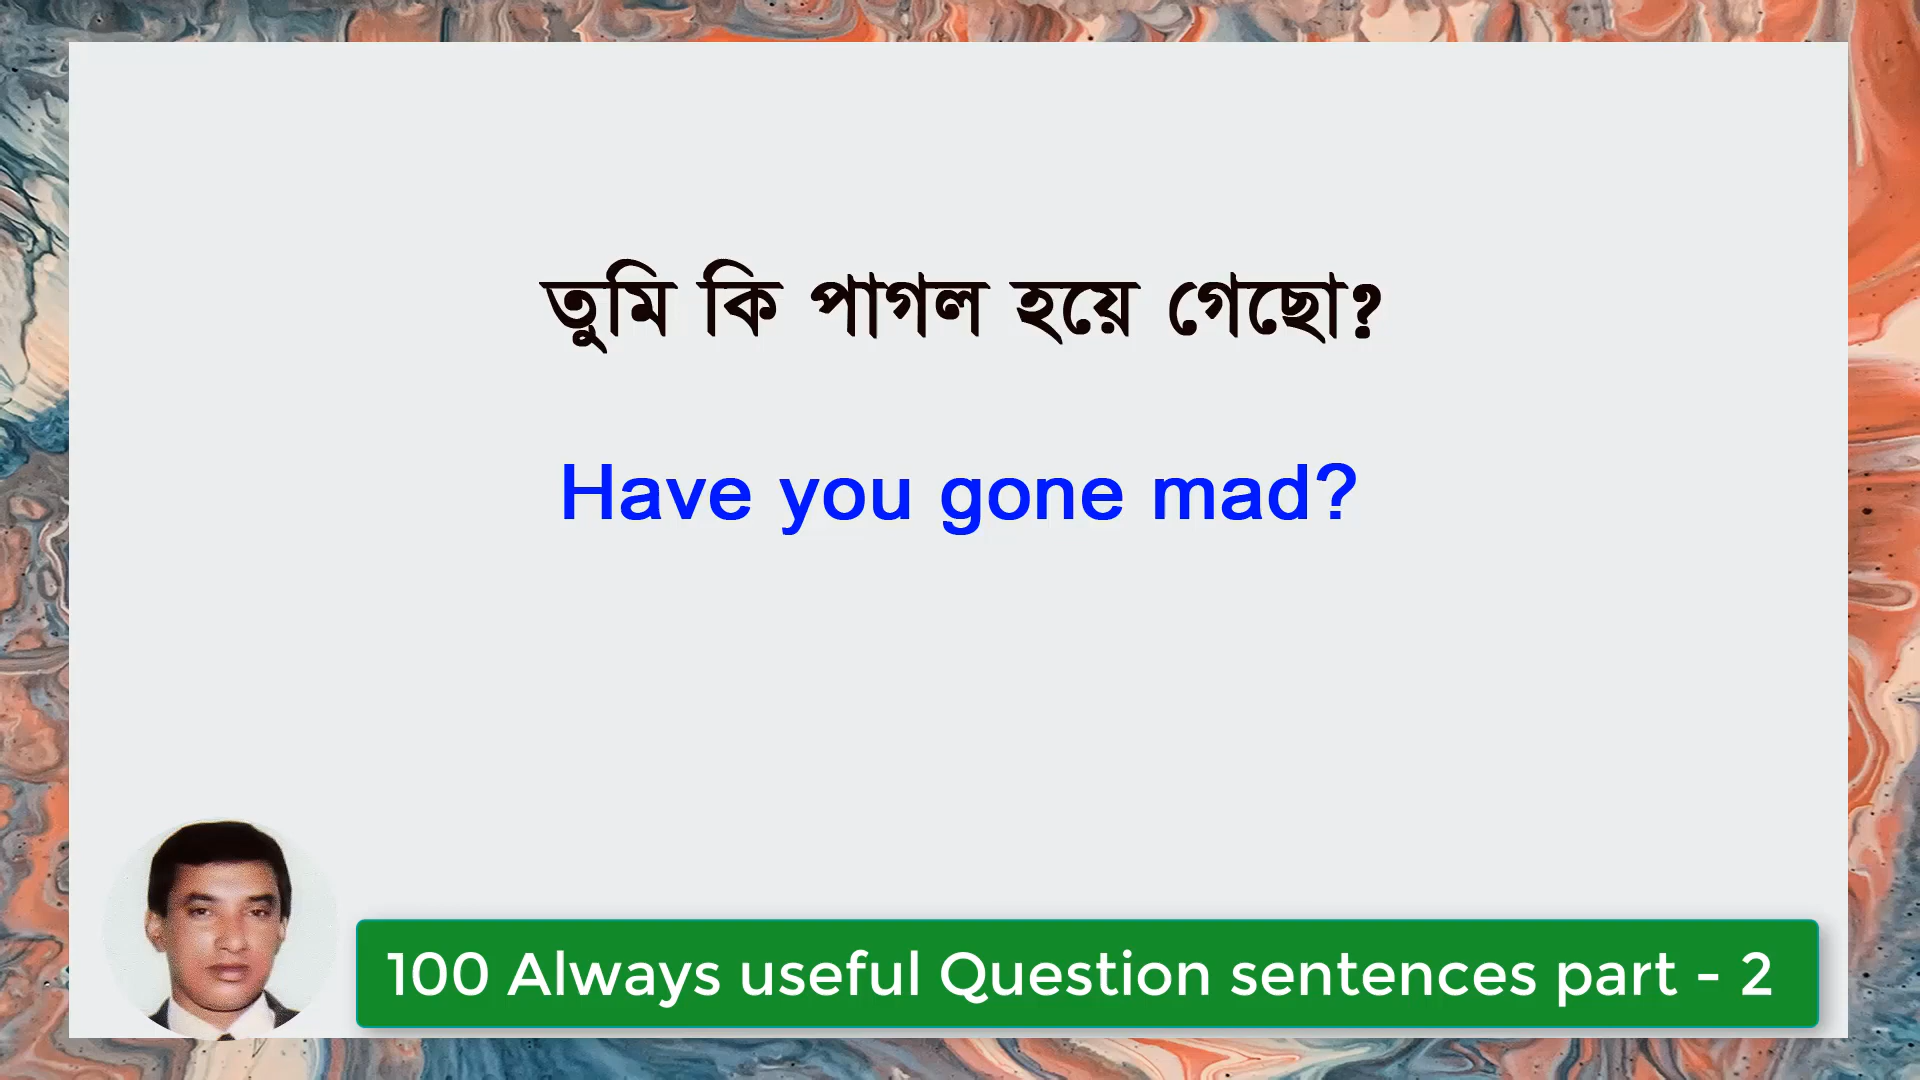 তুমি কি পাগল হয়ে গেছো?
Have you gone mad?
100 Always useful Question sentences part - 2